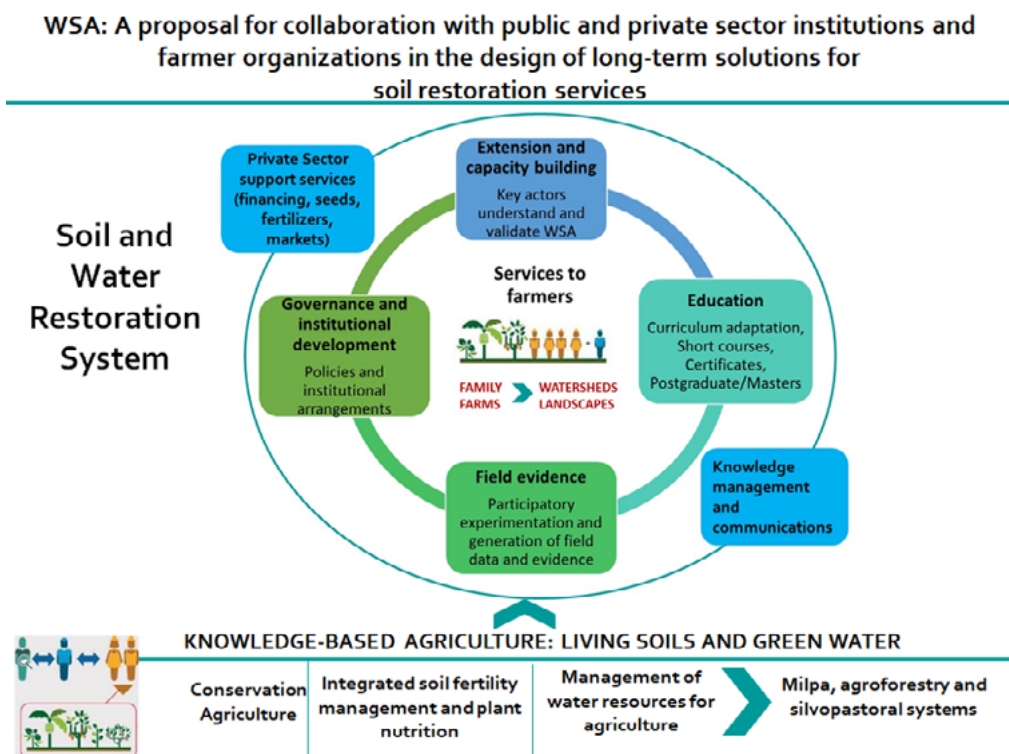 WSA: A proposal for collaboration with public and private sector institutions and
farmer organizations in the design of long-term solutions for
soil restoration services
Soil and
Water
Restoration
System
Private Sector
support services
(financing, seeds,
fertilizers,
markets)
Extension and
capacity building
Key actors
understand and
validate WSA
Governance and
institutional
development
Policies and
institutional
arrangements
Services to
farmers
FAMILY
FARMS
WATERSHEDS
LANDSCAPES
Education
Curriculum adaptation,
Short courses,
Certificates,
Postgraduate/Masters
Field evidence
Participatory
experimentation and
generation of field
data and evidence
Knowledge
management
and
communications
KNOWLEDGE-BASED AGRICULTURE: LIVING SOILS AND GREEN WATER
Conservation
Agriculture
Integrated soil fertility
management and plant
nutrition
Management of
water resources for
agriculture
Milpa, agroforestry and
silvopastoral systems